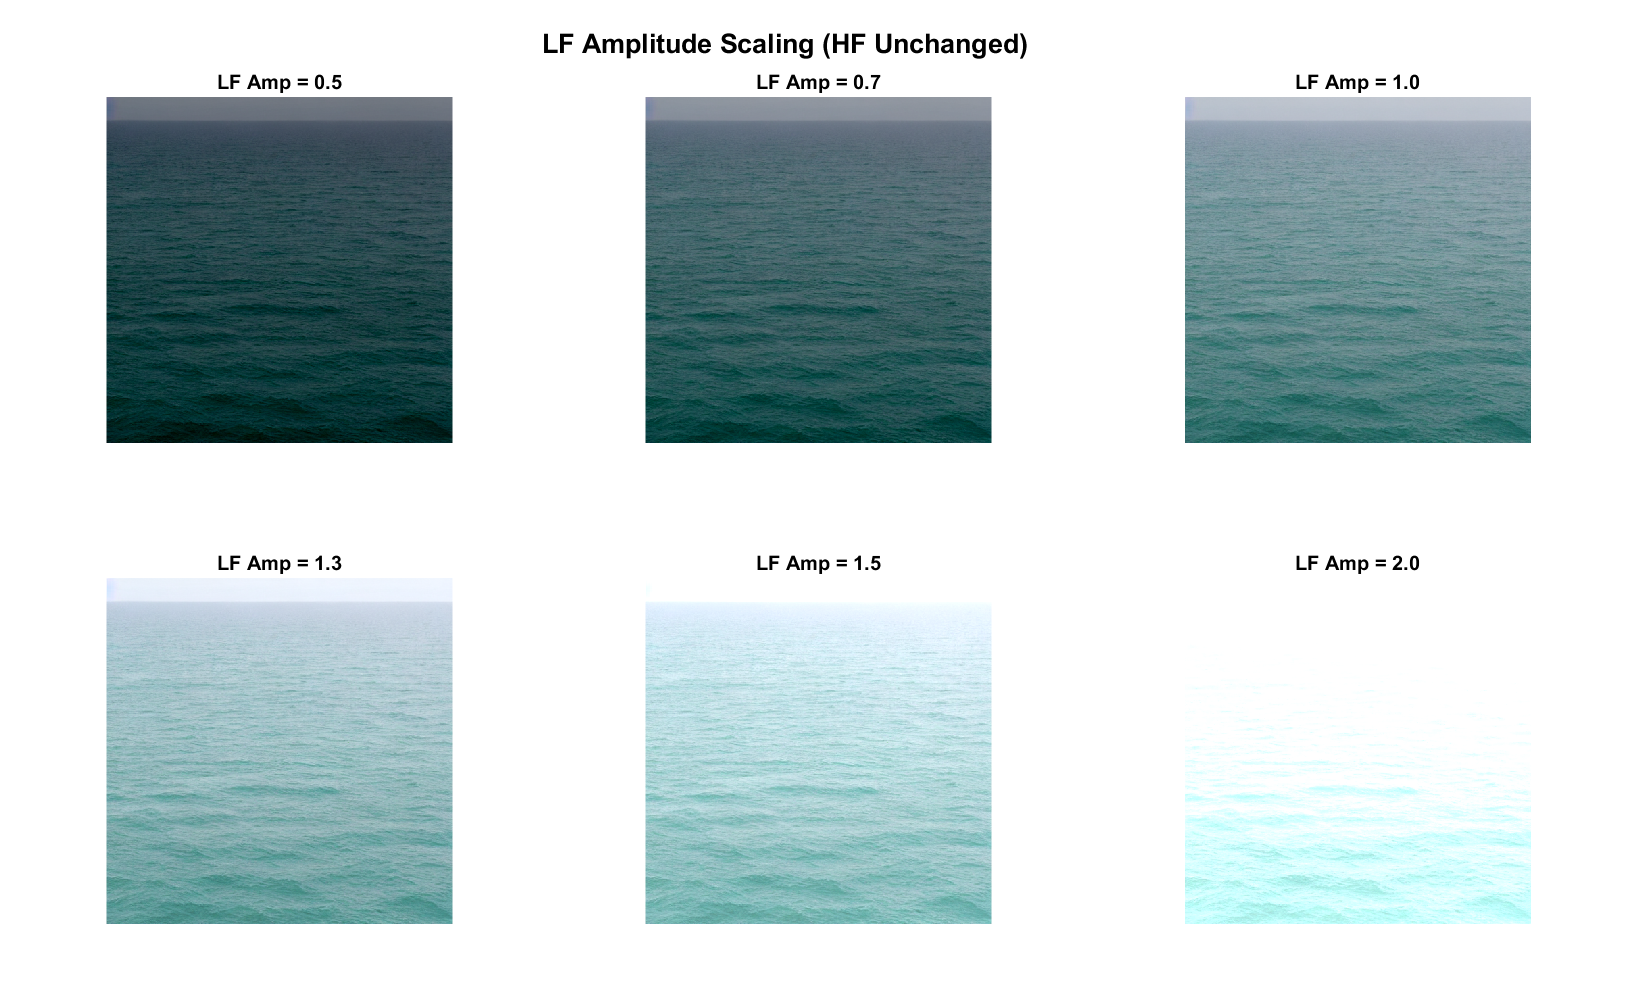 LF Amplitude Scaling (HF Unchanged)
LF Amp = 0.5
LF Amp = 0.7
LF Amp = 1.0
LF Amp = 1.3
LF Amp = 1.5
LF Amp = 2.0